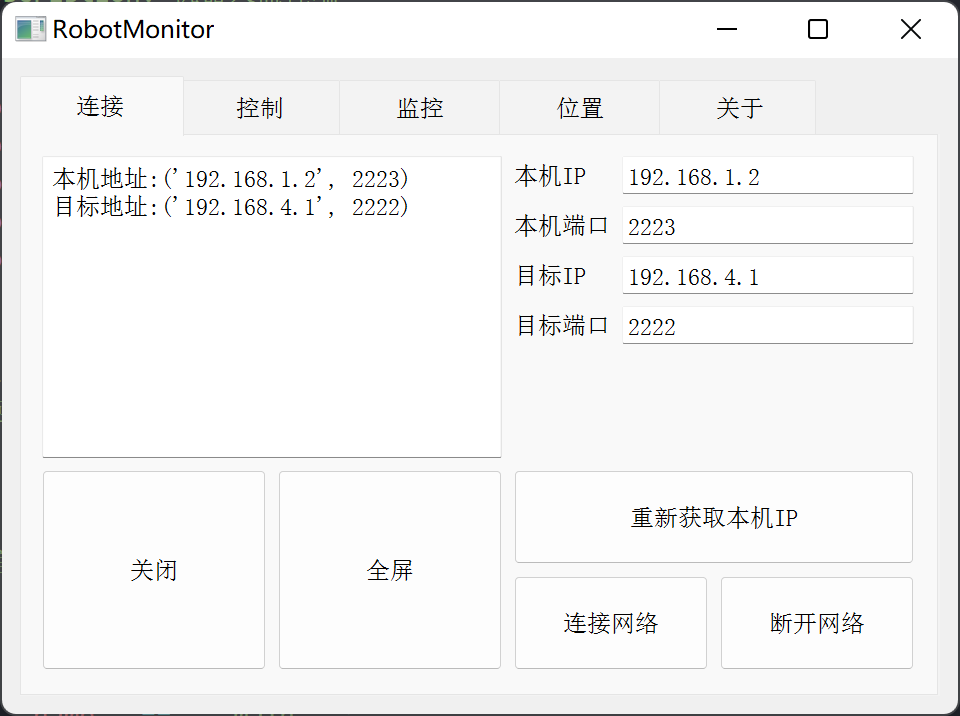 RobotMonitor
连接 控制 监控 位置 关于
本机地址:('192.168.1.2', 2223)
目标地址:('192.168.4.1', 2222)
本机IP 192.168.1.2
本机端口 2223
目标IP 192.168.4.1
目标端口 2222
重新获取本机IP
关闭 全屏
连接网络 断开网络